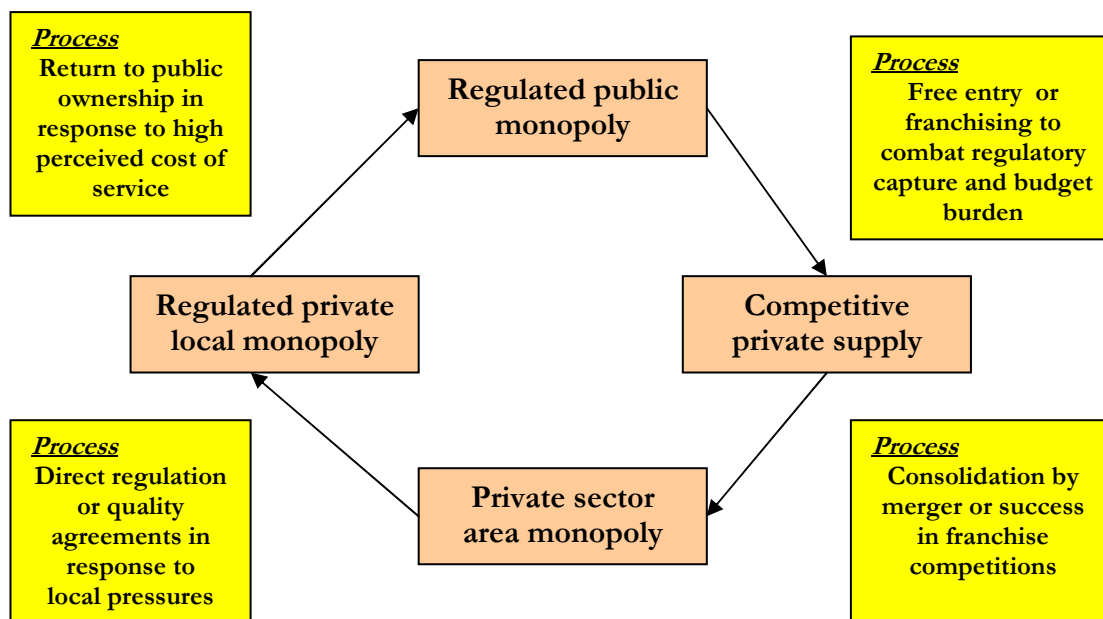 Process
Return to public
ownership in
response to high
perceived cost of
service
Regulated public
monopoly
Process
Free entry or
franchising to
combat regulatory
capture and budget
burden
Regulated private
local monopoly
Competitive
private supply
Process
Direct regulation
or quality
agreements in
response to
local pressures
Private sector
area monopoly
Process
Consolidation by
merger or success
in franchise
competitions